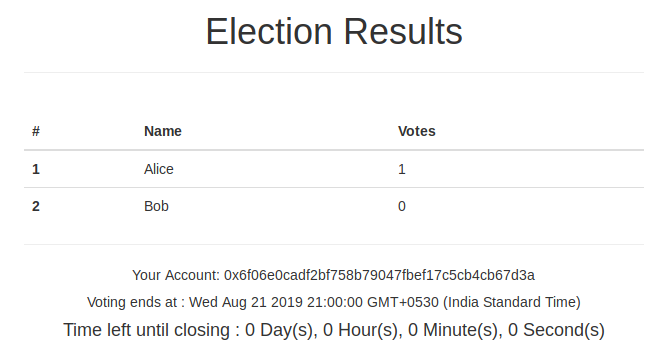 Election Results
# Name Votes
1 Alice 1
2 Bob 0
Your Account: 0x6f06e0cadf2bf758b79047fbef17c5cb4cb67d3a
Voting ends at : Wed Aug 21 2019 21:00:00 GMT+0530 (India Standard Time)
Time left until closing : 0 Day(s), 0 Hour(s), 0 Minute(s), 0 Second(s)